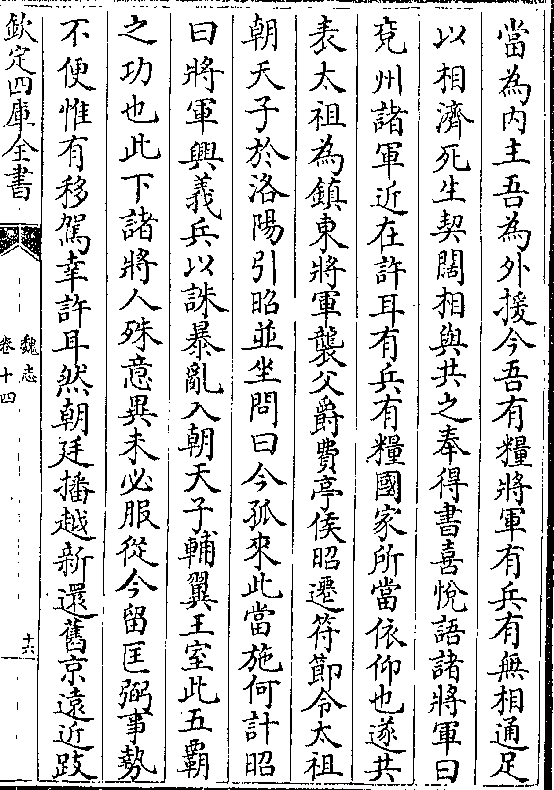 當為内主吾為外援今吾有糧將軍有兵有無相通足
以相濟死生契闊相與共之奉得書喜悅語諸將軍曰
兖州諸軍近在許耳有兵有糧國家所當依仰也遂共
表太祖為鎮東將軍襲父爵費亭侯昭遷符節令太祖
朝天子於洛陽引昭並坐問曰今孤來此當施何計昭
曰將軍興義兵以誅暴亂入朝天子輔翼王室此五霸
之功也此下諸將人殊意異未必服從今留匡弼事勢
不便惟有移駕幸許耳然朝廷播越新還舊京遠近跂
欽定四庫全書
魏志
卷十四
十六